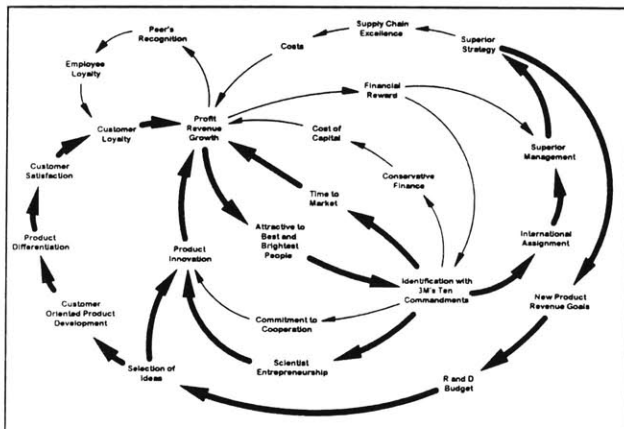 Peer's
Recognition
Supply Chain
Excellence
Costs
Superior
Strategy
Employee
Loyalty
Financial
Reward
Customer
Loyalty
Profit
Revenue
Growth
Cost of
Capital
Superior
Management
Customer
Satisfaction
Conservative
Finance
Time to
Market
Product Differentiation
Product
Innovation
Attractive to
Best and
Brightest
People
International
Assignment
Identification with
3M's Ten
Commandments
Customer
Oriented Product
Development
Commitment to
Cooperation
New Product
Revenue Goals
Selection of
Ideas
Scientist
Entrepreneurship
R and D
Budget